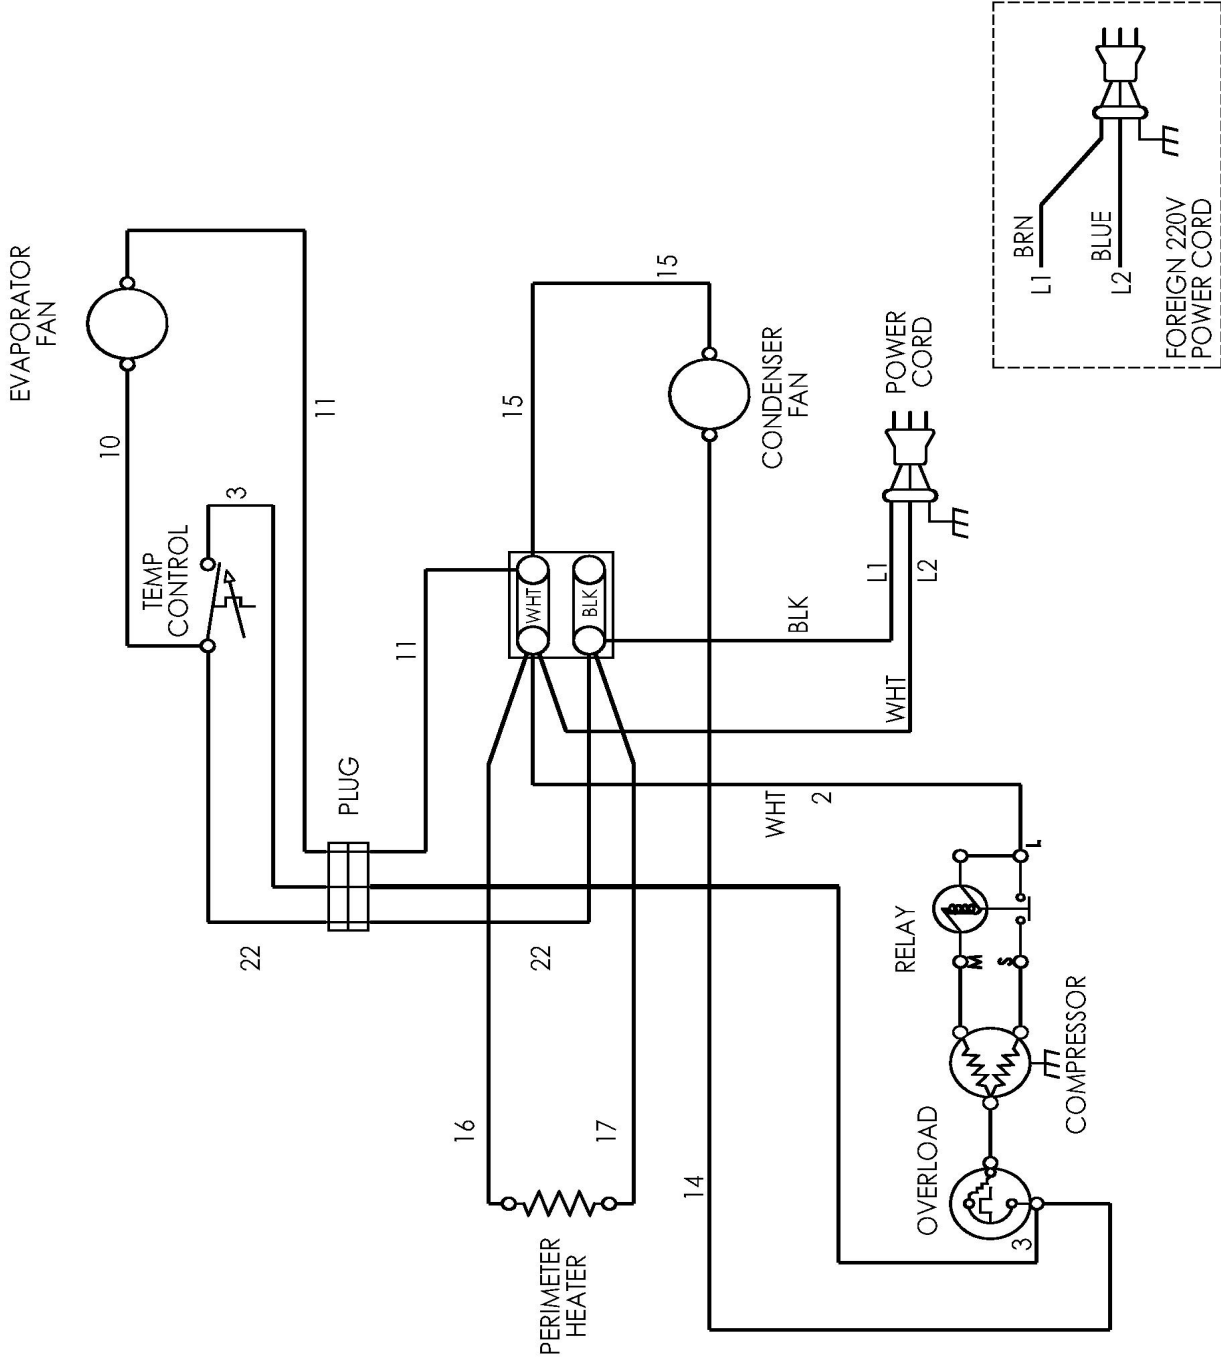 EVAPORATOR
FAN
10
11
3
TEMP
CONTROL
22
PLUG
11
15
15
WHT
BLK
CONDENSER
FAN
POWER
CORD
L1
L2
BLK
WHT
22
WHT
2
16
17
PERIMETER
HEATER
14
RELAY
L
M
S
COMPRESSOR
OVERLOAD
3
BRN
L1
BLUE
L2
FOREIGN 220V
POWER CORD